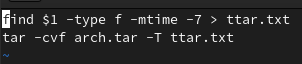 find $1 -type f -mtime -7 > ttar.txt
tar -cvf arch.tar -T ttar.txt
~